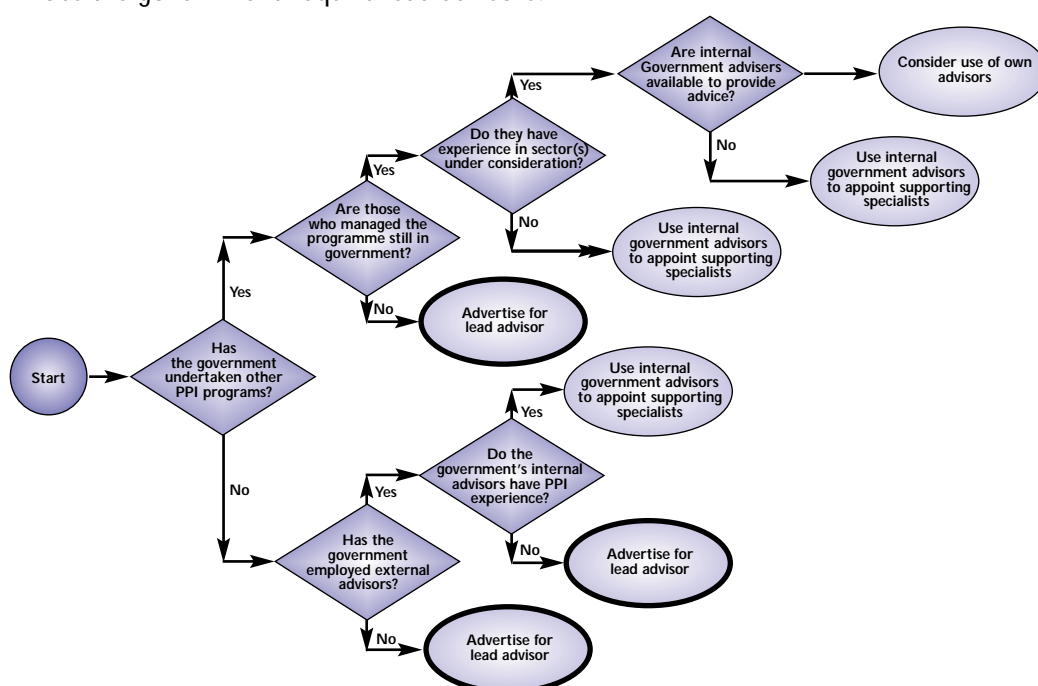 Are internal
Government advisers
available to provide
advice?
Consider use of own
advisors
Yes
Do they have
experience in sector(s)
under consideration?
No
Use internal
government advisors
to appoint supporting
specialists
Yes
Are those
who managed the
programme still in
government?
No
Use internal
government advisors
to appoint supporting
specialists
Yes
No
Advertise for
lead advisor
Start
Has
the government
undertaken other
PPI programs?
Use internal
government advisors
to appoint supporting
specialists
Yes
Do the
government's internal
advisors have PPI
experience?
No
Yes
Has the
government
employed external
advisors?
No
Advertise for
lead advisor
No
Advertise for
lead advisor